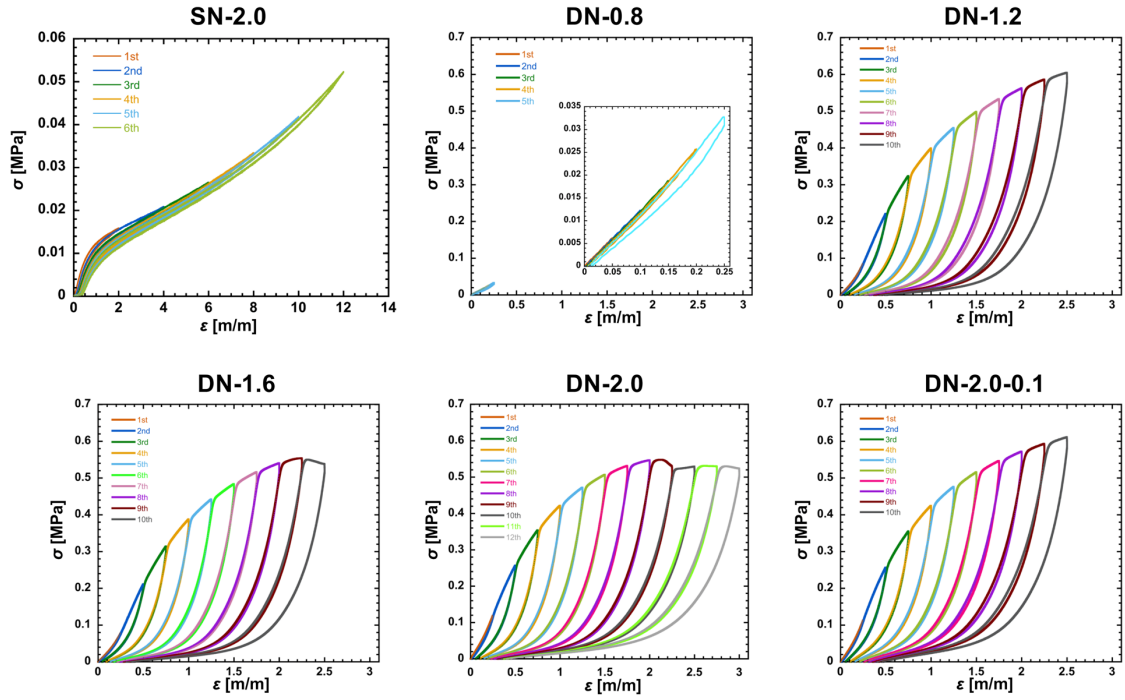 SN-2.0
0.06
0.05
0.04
0.03
0.02
0.01
0
σ [MPa]
1st
2nd
3rd
4th
5th
6th
0 2 4 6 8 10 12 14
ε [m/m]
DN-0.8
0.7
0.6
0.5
0.4
0.3
0.2
0.1
0
σ [MPa]
1st
2nd
3rd
4th
5th
0.035
0.03
0.025
0.02
0.015
0.01
0.005
0
0 0.05 0.1 0.15 0.2 0.25
0 0.5 1 1.5 2 2.5 3
ε [m/m]
DN-1.2
0.7
0.6
0.5
0.4
0.3
0.2
0.1
0
σ [MPa]
1st
2nd
3rd
4th
5th
6th
7th
8th
9th
10th
0 0.5 1 1.5 2 2.5 3
ε [m/m]
DN-1.6
0.7
0.6
0.5
0.4
0.3
0.2
0.1
0
σ [MPa]
1st
2nd
3rd
4th
5th
6th
7th
8th
9th
10th
0 0.5 1 1.5 2 2.5 3
ε [m/m]
DN-2.0
0.7
0.6
0.5
0.4
0.3
0.2
0.1
0
σ [MPa]
1st
2nd
3rd
4th
5th
6th
7th
8th
9th
10th
11th
12th
0 0.5 1 1.5 2 2.5 3
ε [m/m]
DN-2.0-0.1
0.7
0.6
0.5
0.4
0.3
0.2
0.1
0
σ [MPa]
1st
2nd
3rd
4th
5th
6th
7th
8th
9th
10th
0 0.5 1 1.5 2 2.5 3
ε [m/m]